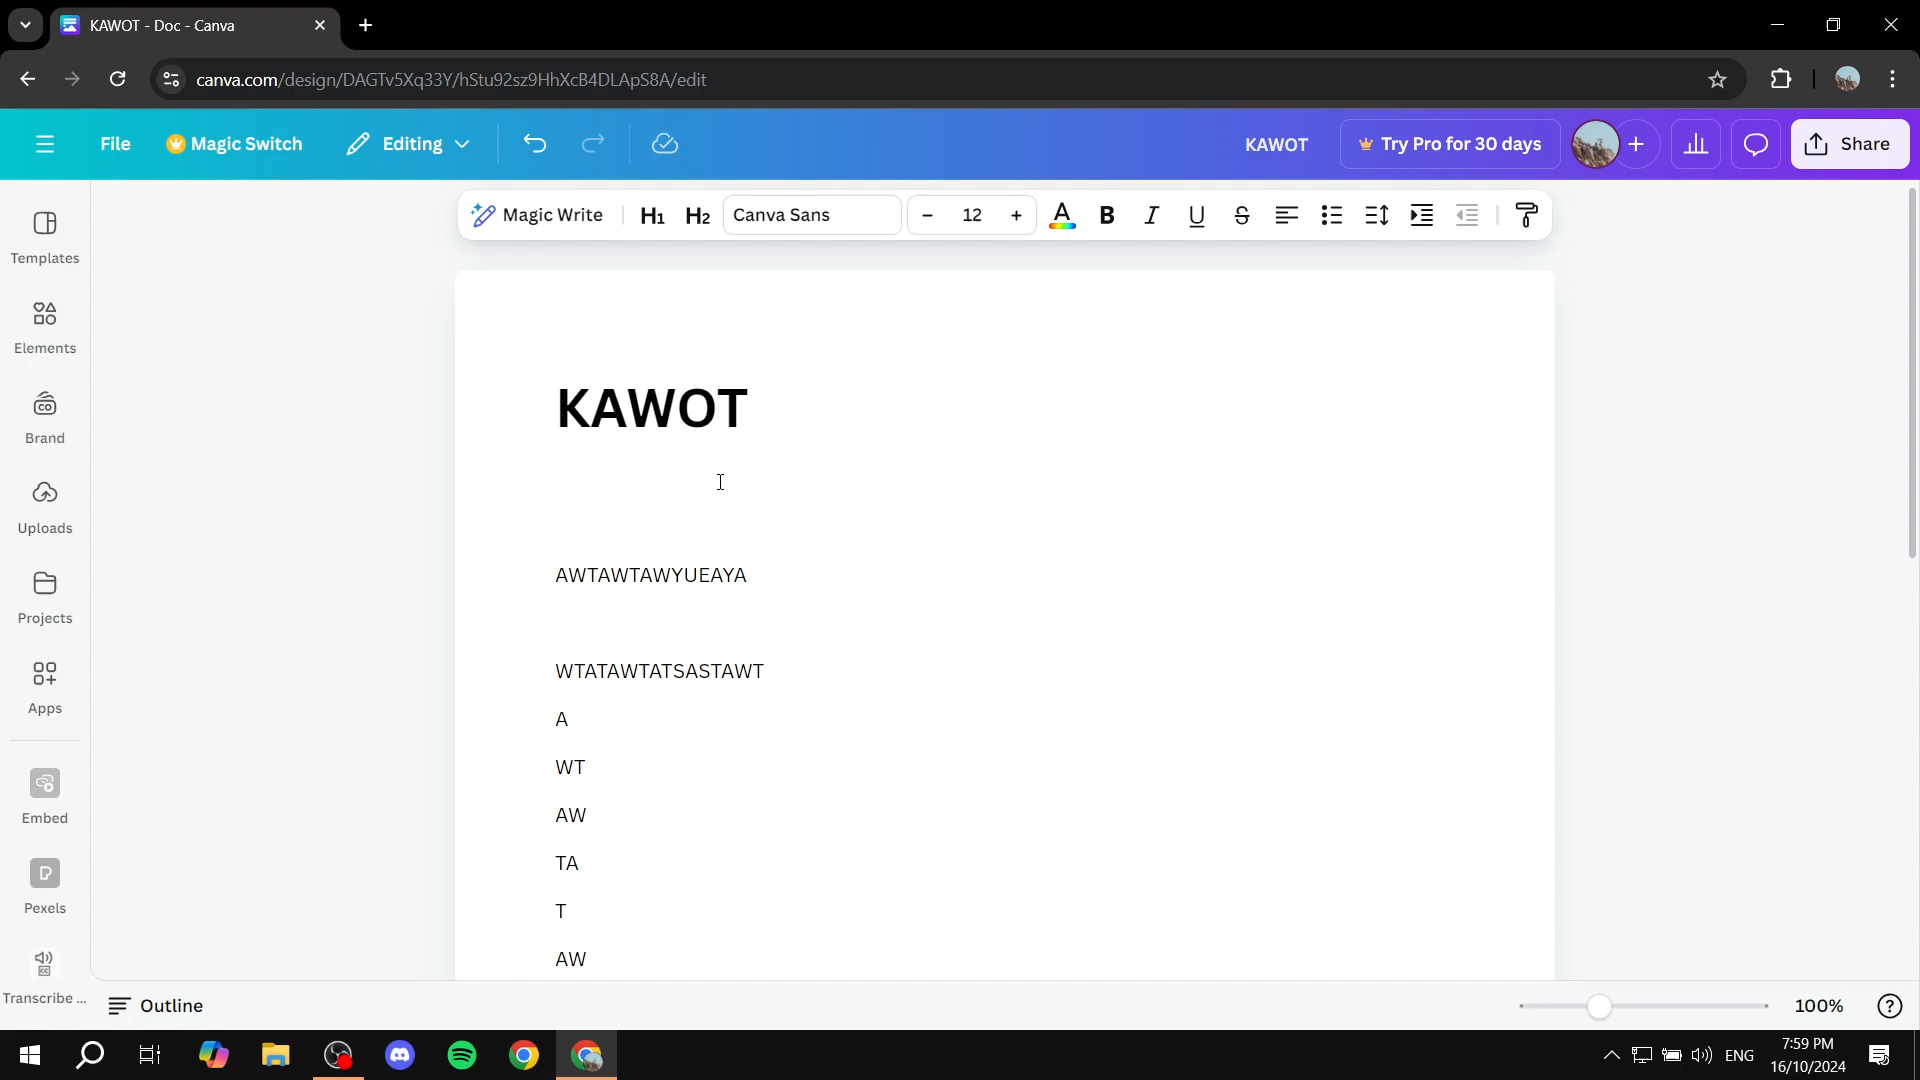 KAWOT - Doc - Canva
canva.com/design/DAGTv5Xq33Y/hStu92sz9HhXcB4DLApS8A/edit
File Magic Switch Editing KAWOT Try Pro for 30 days Share
Magic Write H1 H2 Canva Sans - 12 + A B I U S
Templates
Elements
Brand
Uploads
Projects
Apps
Embed
Pexels
Transcribe ...
KAWOT
AWTAWTAWYUEAYA
WTATAWTATSASTAWT
A
WT
AW
TA
T
AW
Outline 100%
ENG
7:59 PM
16/10/2024